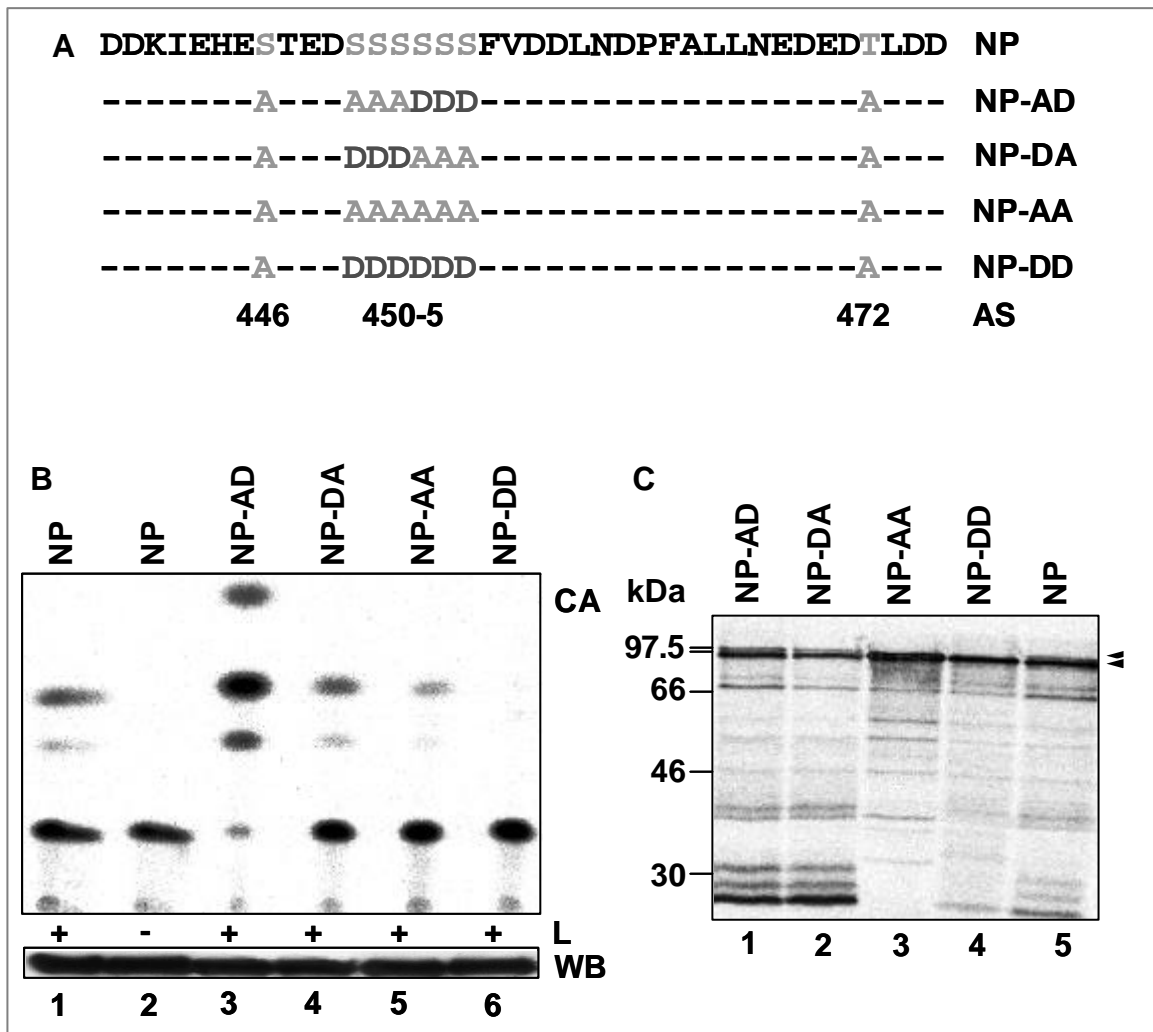 A DDKIEHESTEDSSSSSSFVDDLNDPFALLNEDEDTLDD NP
-------A---AAADDD-----------------A--- NP-AD
-------A---DDDAAA-----------------A--- NP-DA
-------A---AAAAAA-----------------A--- NP-AA
-------A---DDDDDD-----------------A--- NP-DD
446 450-5 472 AS
B
NP NP NP-AD NP-DA NP-AA NP-DD
CA
+ - + + + + L
WB
1 2 3 4 5 6
C
NP-AD NP-DA NP-AA NP-DD NP
kDa
97.5
66
46
30
1 2 3 4 5